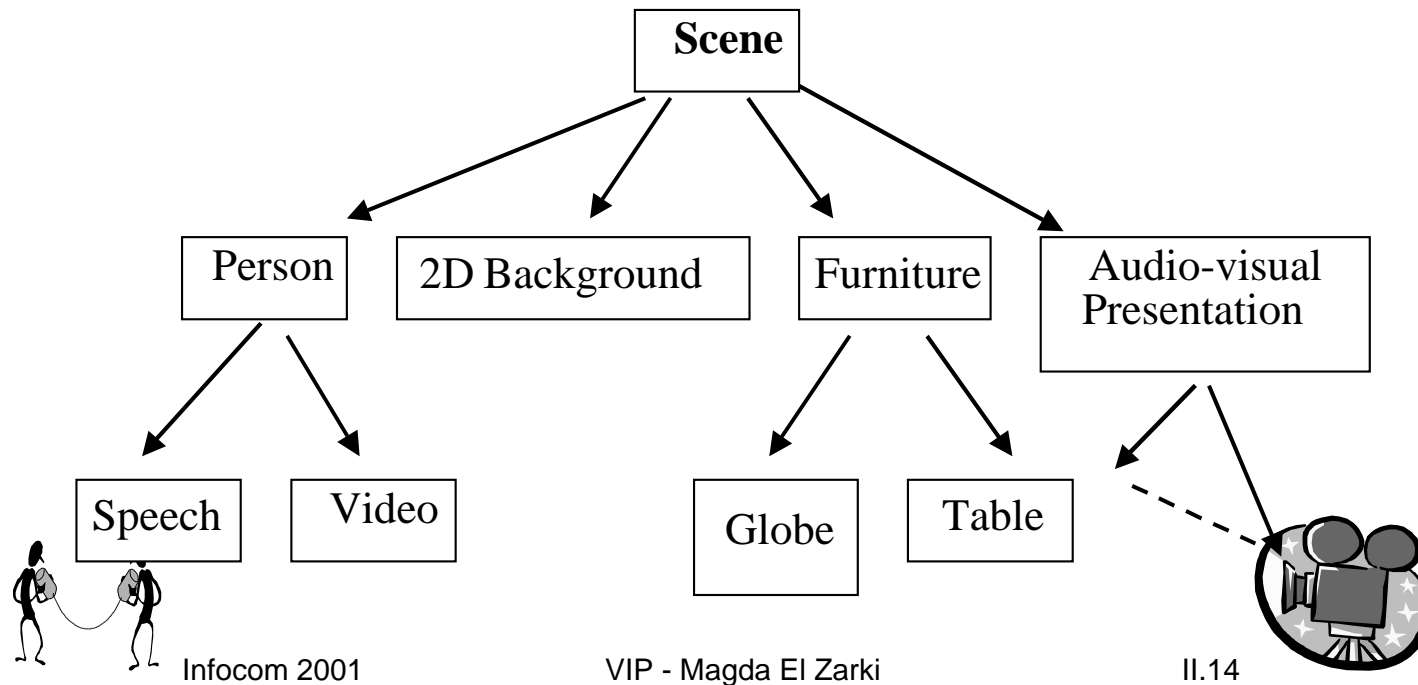 Scene
Person
2D Background
Furniture
Audio-visual
Presentation
Speech
Video
Globe
Table
Infocom 2001
VIP - Magda El Zarki
II.14